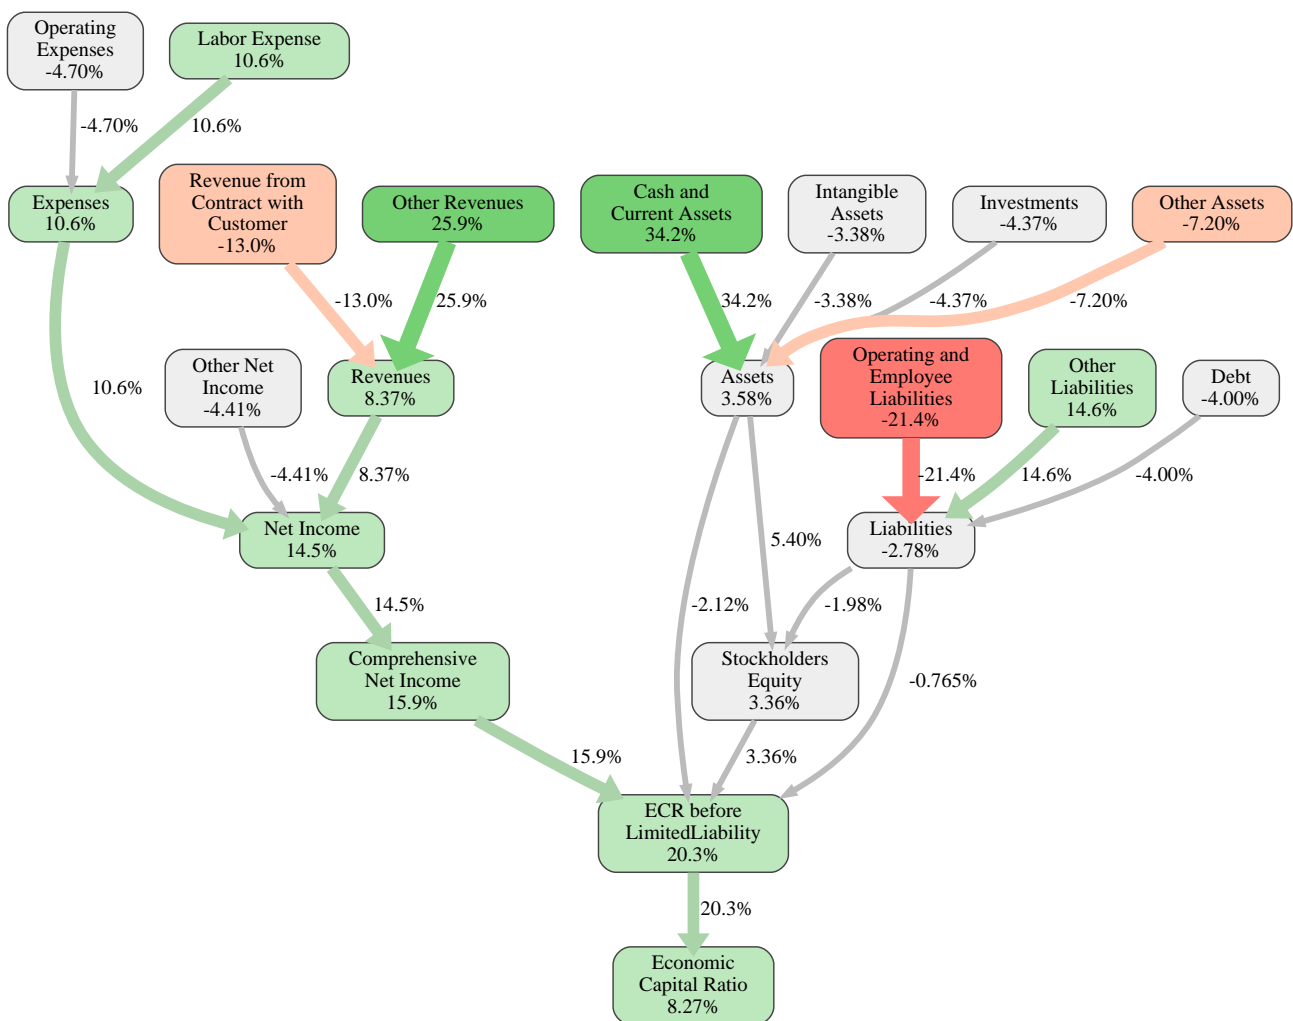 Operating
Expenses
-4.70%
Labor Expense
10.6%
-4.70%
10.6%
Expenses
10.6%
Revenue from
Contract with
Customer
-13.0%
Other Revenues
25.9%
Cash and
Current Assets
34.2%
Intangible
Assets
-3.38%
Investments
-4.37%
Other Assets
-7.20%
-13.0%
25.9%
34.2%
-3.38%
-4.37%
-7.20%
10.6%
Other Net
Income
-4.41%
Revenues
8.37%
Assets
3.58%
Operating and
Employee
Liabilities
-21.4%
Other
Liabilities
14.6%
Debt
-4.00%
-4.41%
8.37%
-21.4%
14.6%
-4.00%
Net Income
14.5%
5.40%
Liabilities
-2.78%
14.5%
-2.12%
-1.98%
Comprehensive
Net Income
15.9%
Stockholders
Equity
3.36%
-0.765%
15.9%
3.36%
ECR before
LimitedLiability
20.3%
20.3%
Economic
Capital Ratio
8.27%